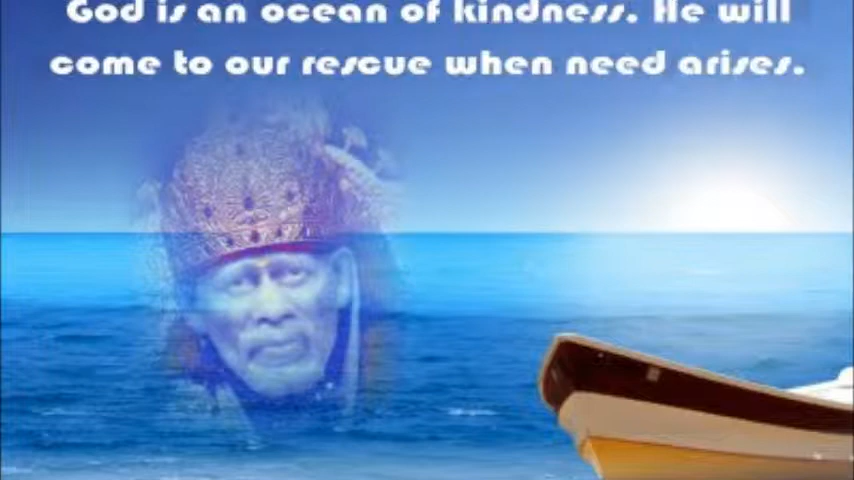 God is an ocean of kindness. He will
come to our rescue when need arises.